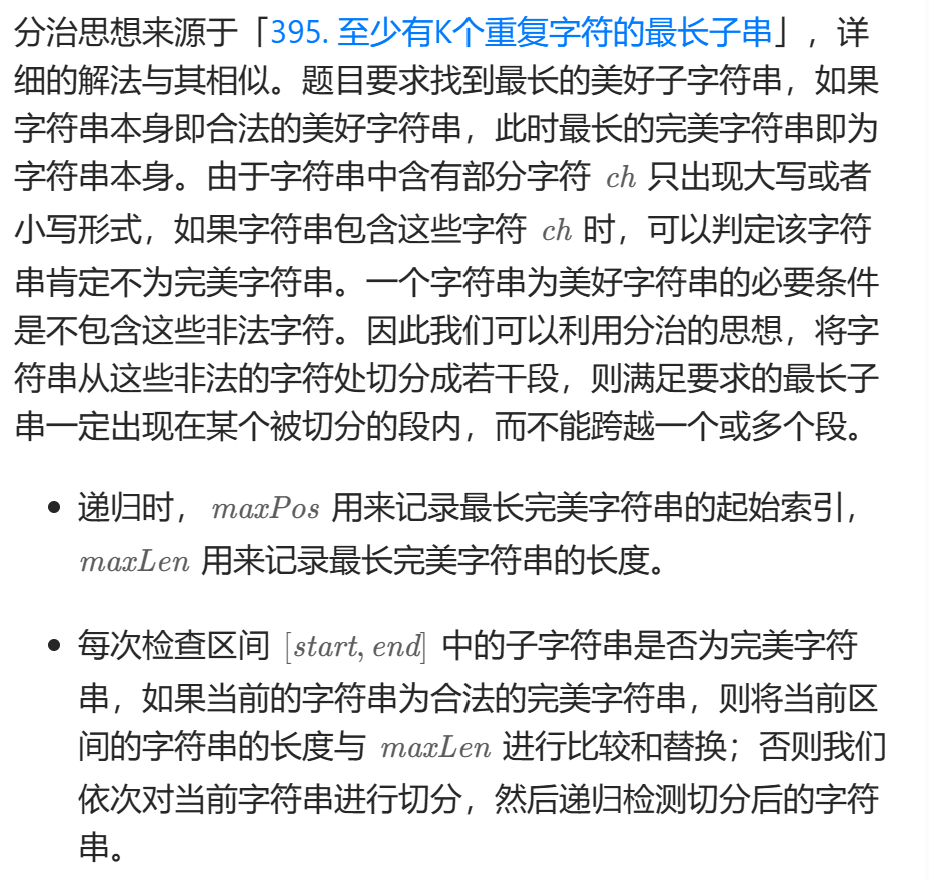 分治思想来源于「395. 至少有K个重复字符的最长子串」，详
细的解法与其相似。题目要求找到最长的美好子字符串，如果
字符串本身即合法的美好字符串，此时最长的完美字符串即为
字符串本身。由于字符串中含有部分字符 ch 只出现大写或者
小写形式，如果字符串包含这些字符 ch 时，可以判定该字符
串肯定不为完美字符串。一个字符串为美好字符串的必要条件
是不包含这些非法字符。因此我们可以利用分治的思想，将字
符串从这些非法的字符处切分成若干段，则满足要求的最长子
串一定出现在某个被切分的段内，而不能跨越一个或多个段。
• 递归时， maxPos 用来记录最长完美字符串的起始索引，
maxLen 用来记录最长完美字符串的长度。
• 每次检查区间 [start, end] 中的子字符串是否为完美字符
串，如果当前的字符串为合法的完美字符串，则将当前区
间的字符串的长度与 maxLen 进行比较和替换；否则我们
依次对当前字符串进行切分，然后递归检测切分后的字符
串。